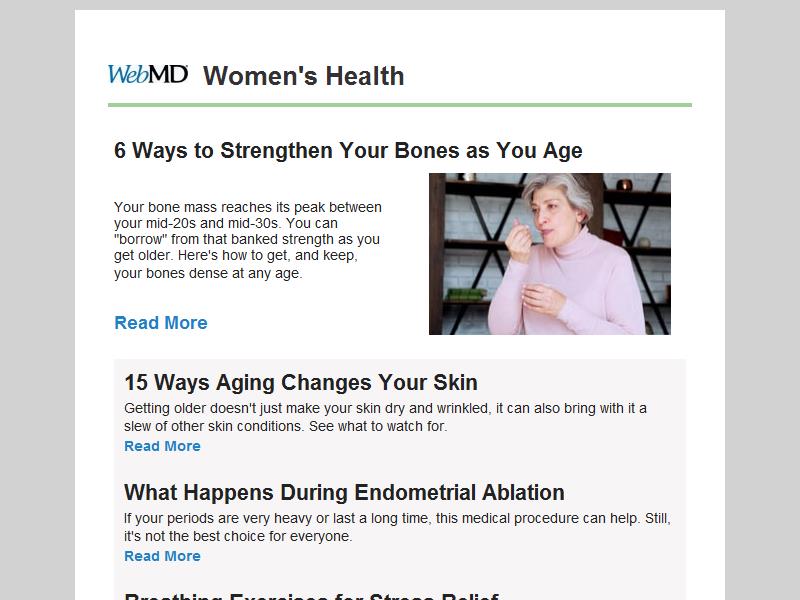 WebMD Women's Health
6 Ways to Strengthen Your Bones as You Age
Your bone mass reaches its peak between
your mid-20s and mid-30s. You can
"borrow" from that banked strength as you
get older. Here's how to get, and keep,
your bones dense at any age.
Read More
15 Ways Aging Changes Your Skin
Getting older doesn't just make your skin dry and wrinkled, it can also bring with it a
slew of other skin conditions. See what to watch for.
Read More
What Happens During Endometrial Ablation
If your periods are very heavy or last a long time, this medical procedure can help. Still,
it's not the best choice for everyone.
Read More
Breathing Exercises for Stress Relief